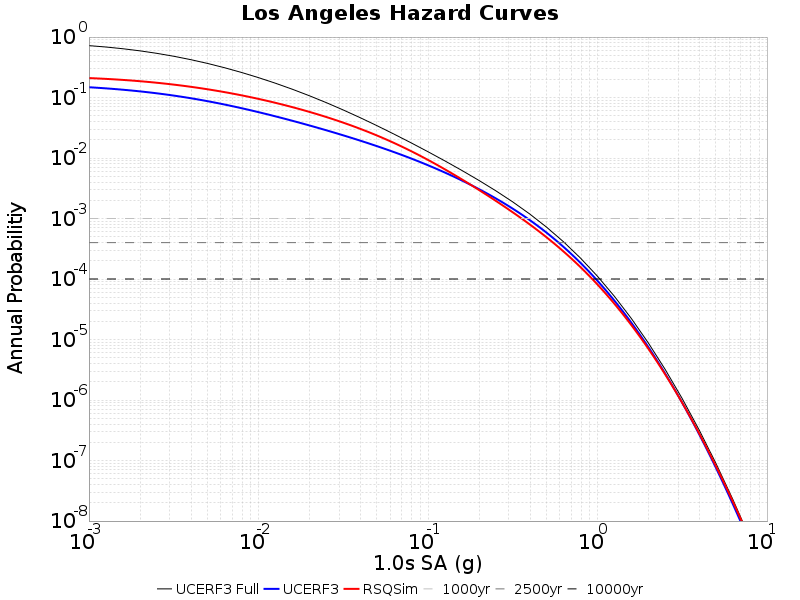 Los Angeles Hazard Curves
Annual Probabilitiy
10^0
10^-1
10^-2
10^-3
10^-4
10^-5
10^-6
10^-7
10^-8
10^-3 10^-2 10^-1 10^0 10^1
1.0s SA (g)
UCERF3 Full UCERF3 RSQSim 1000yr 2500yr 10000yr